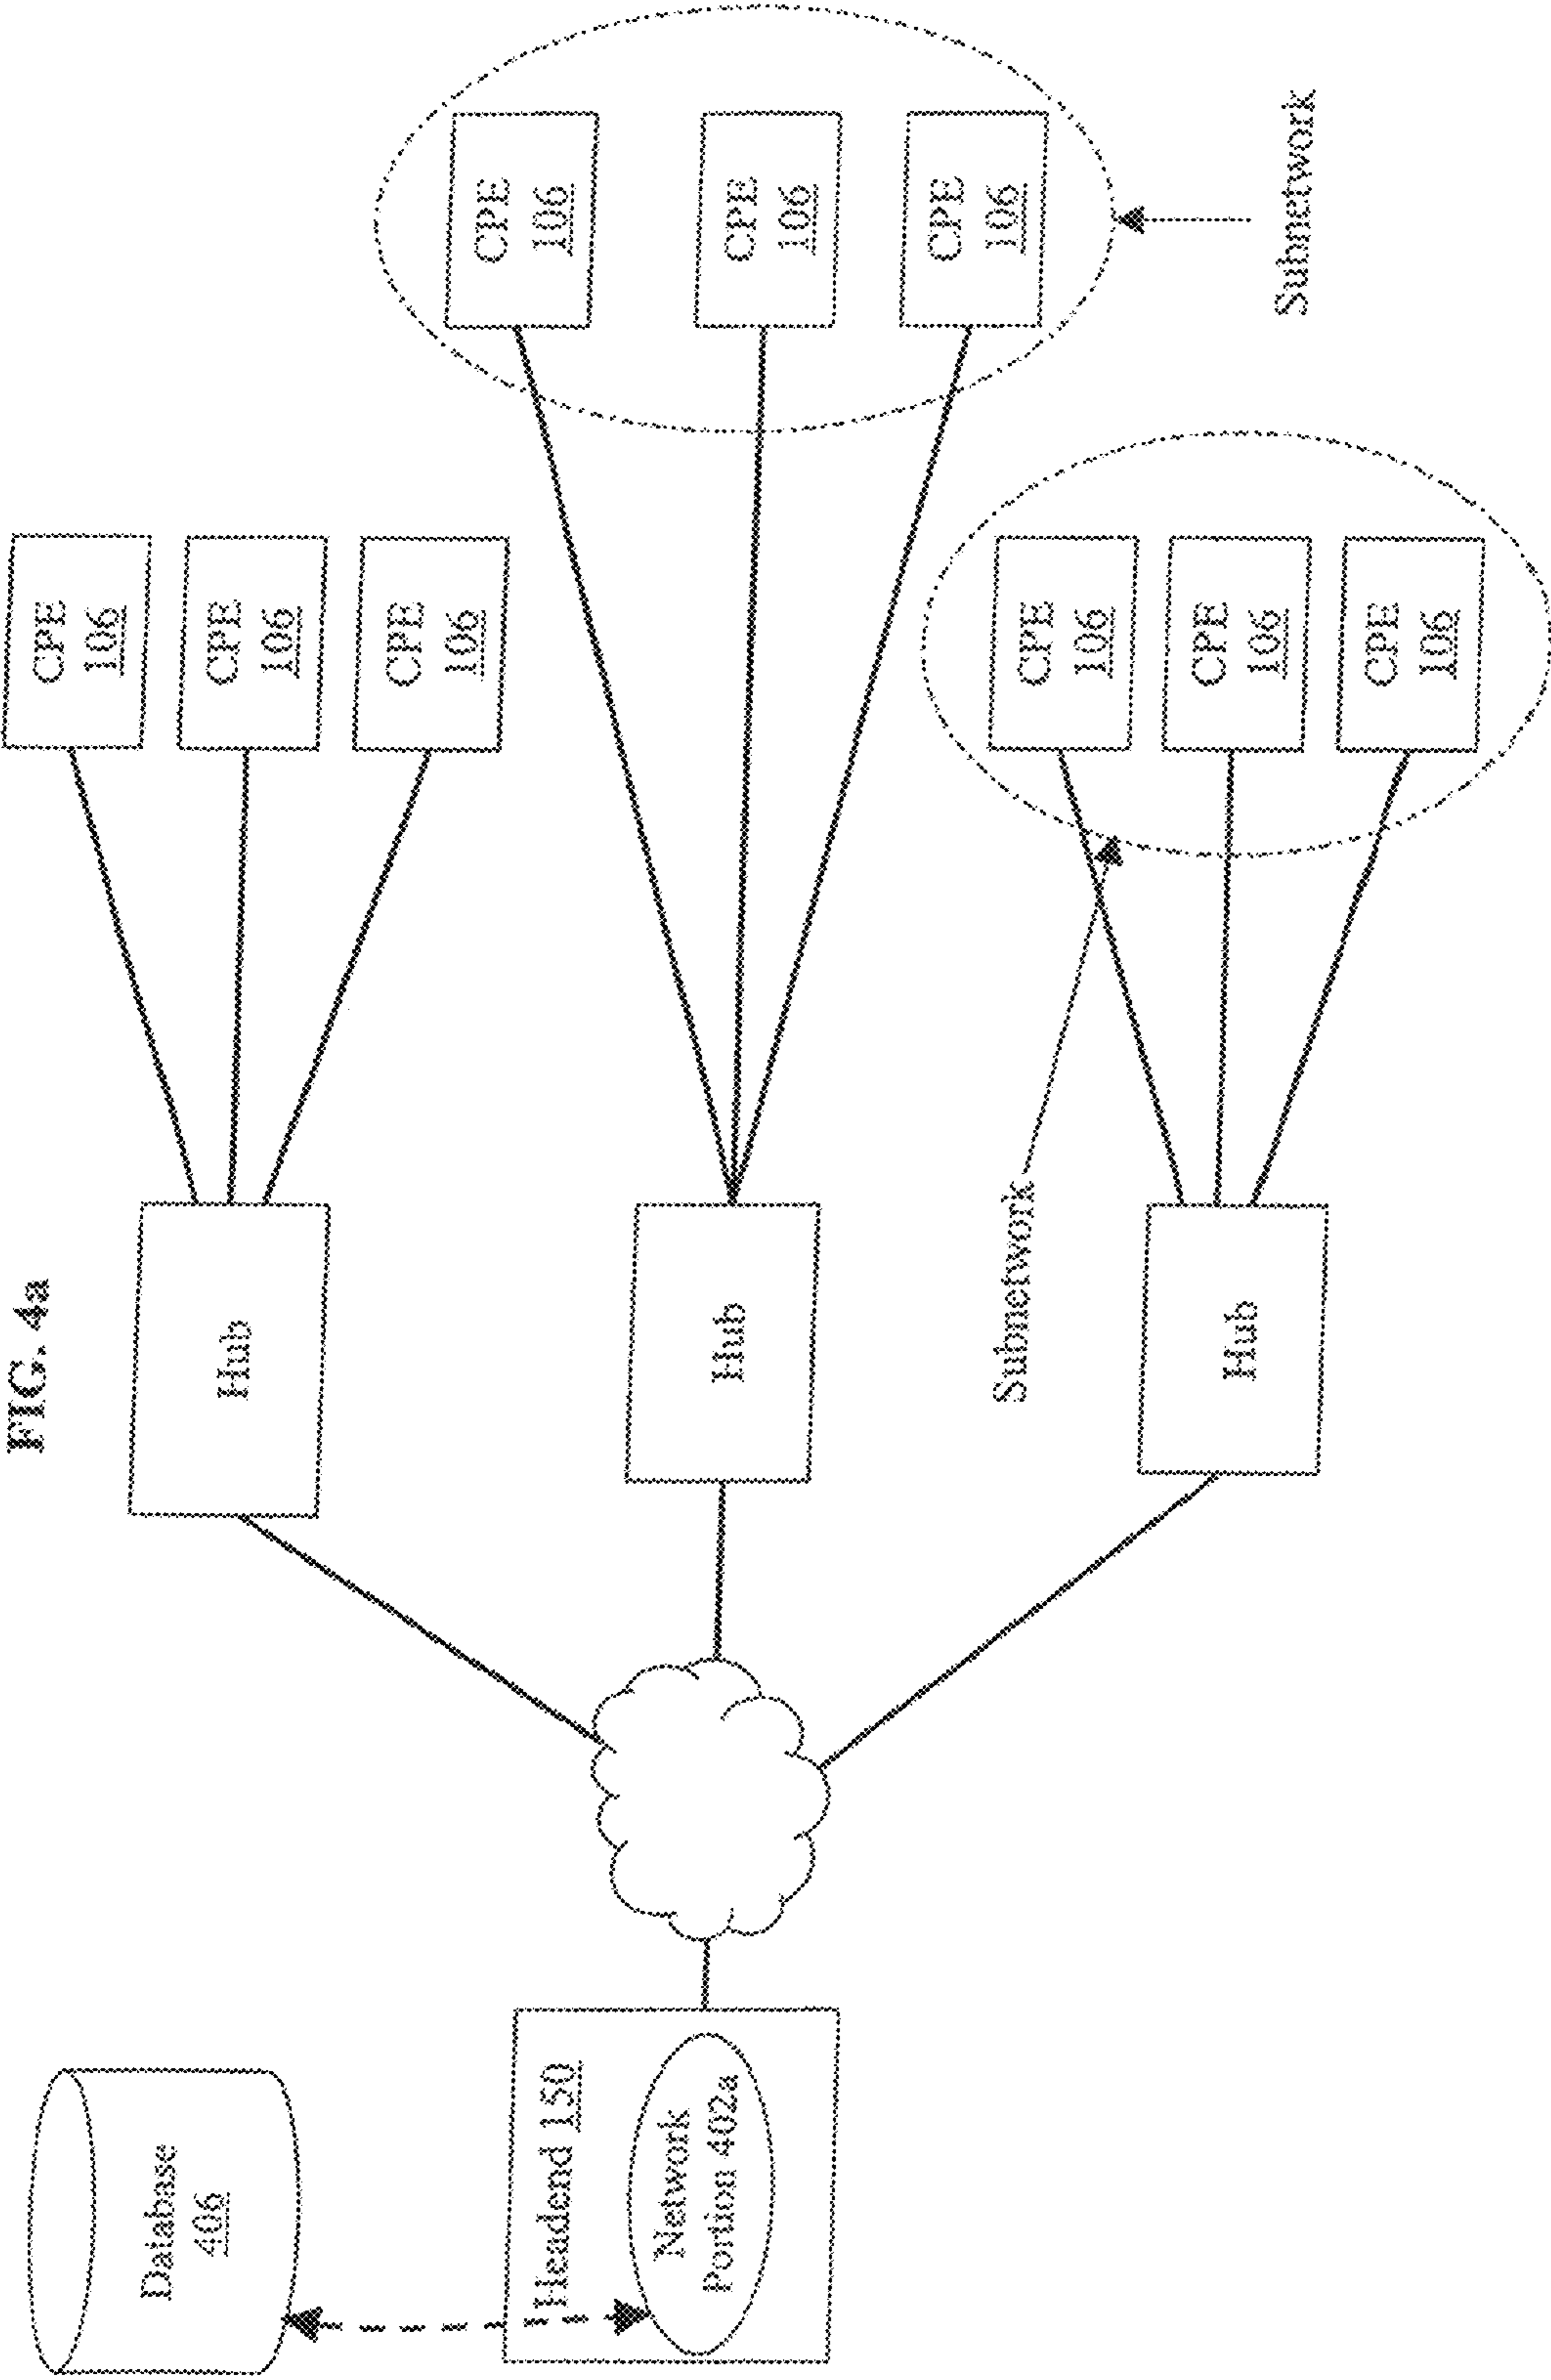 FIG. 4a
Database
406
Headend 150
Network
Portion 402a
Hub
CPE
106
CPE
106
CPE
106
Hub
CPE
106
CPE
106
CPE
106
Subnetwork
Subnetwork
Hub
CPE
106
CPE
106
CPE
106